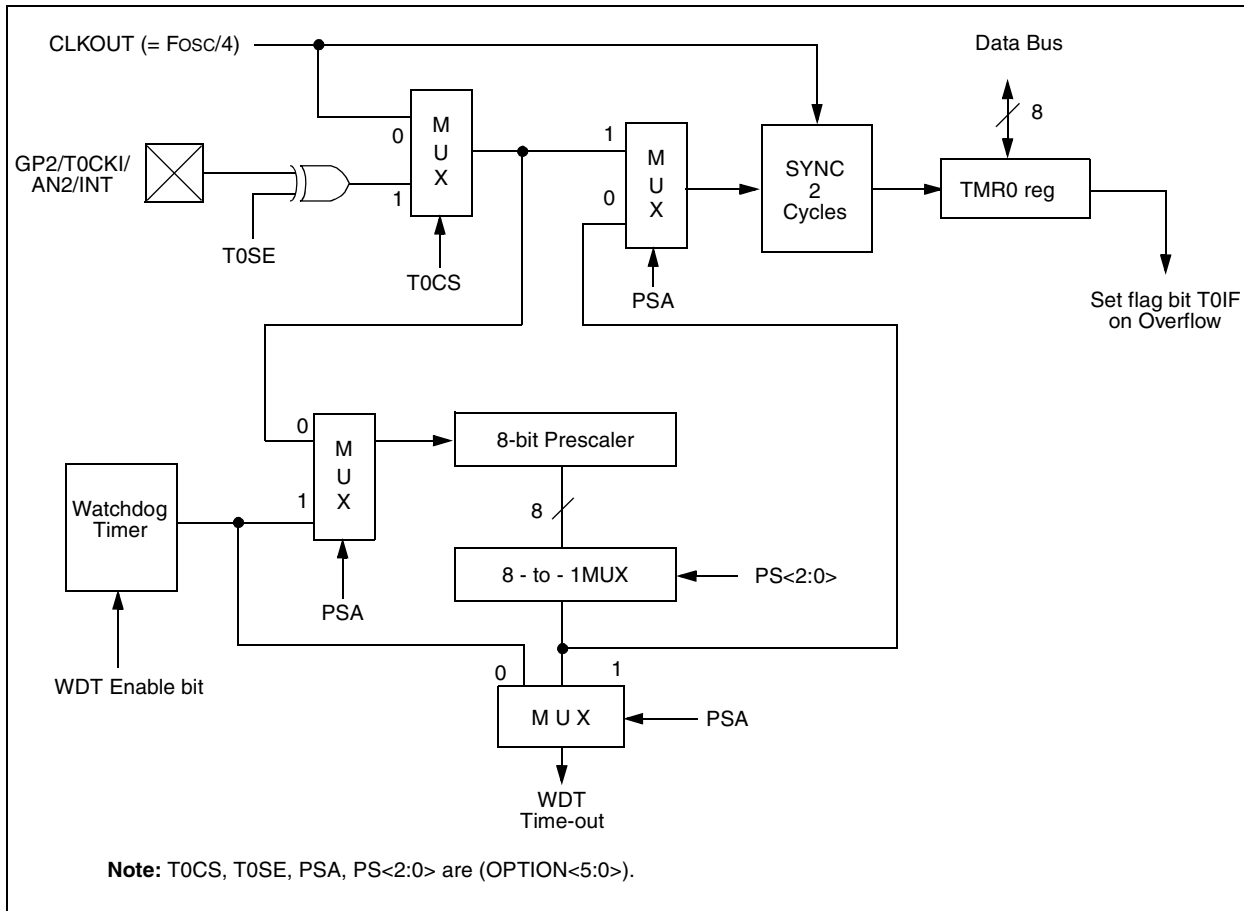 CLKOUT (= FOSC/4)
Data Bus
8
M
U
X
0
1
GP2/T0CKI/
AN2/INT
T0SE
T0CS
1
0
M
U
X
PSA
SYNC
2
Cycles
TMR0 reg
Set flag bit T0IF
on Overflow
0
1
M
U
X
PSA
8-bit Prescaler
8
Watchdog
Timer
8 - to - 1MUX
PS<2:0>
WDT Enable bit
0
1
M U X
PSA
WDT
Time-out
Note: T0CS, T0SE, PSA, PS<2:0> are (OPTION<5:0>).